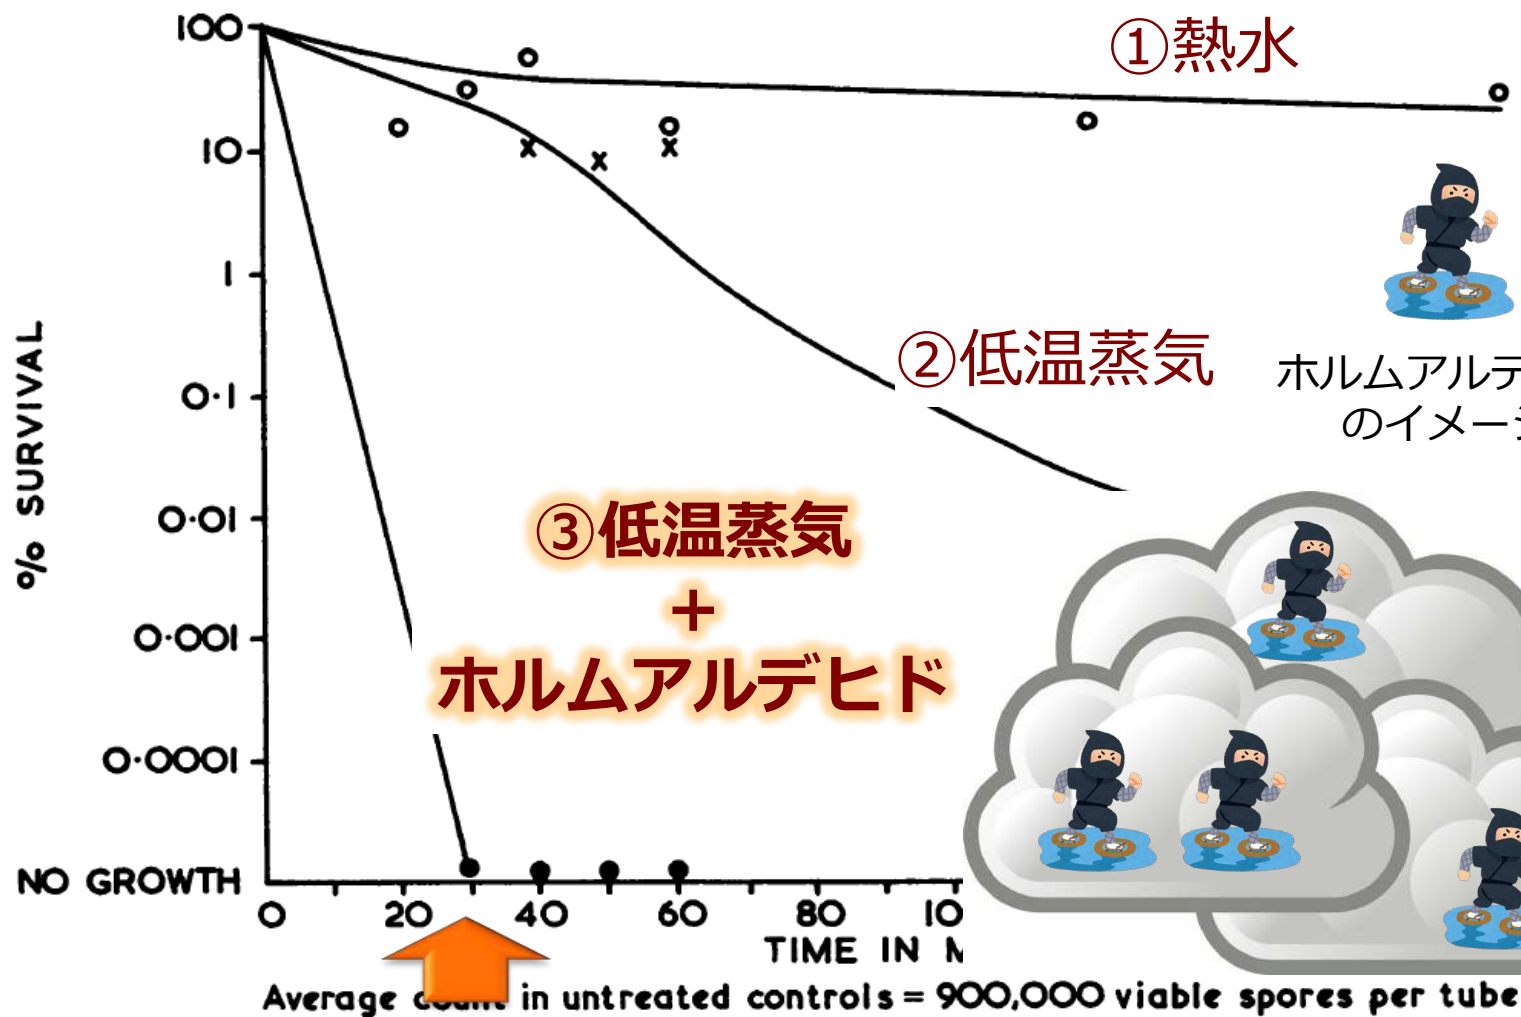 100
①熱水
10
1
②低温蒸気
0·1
ホルムアルデ
のイメー
% SURVIVAL
③低温蒸気
0·01
+
0·001
ホルムアルデヒド
0·0001
NO GROWTH
0 20 40 60 80 10
TIME IN
Average in untreated controls = 900,000 viable spores per tube